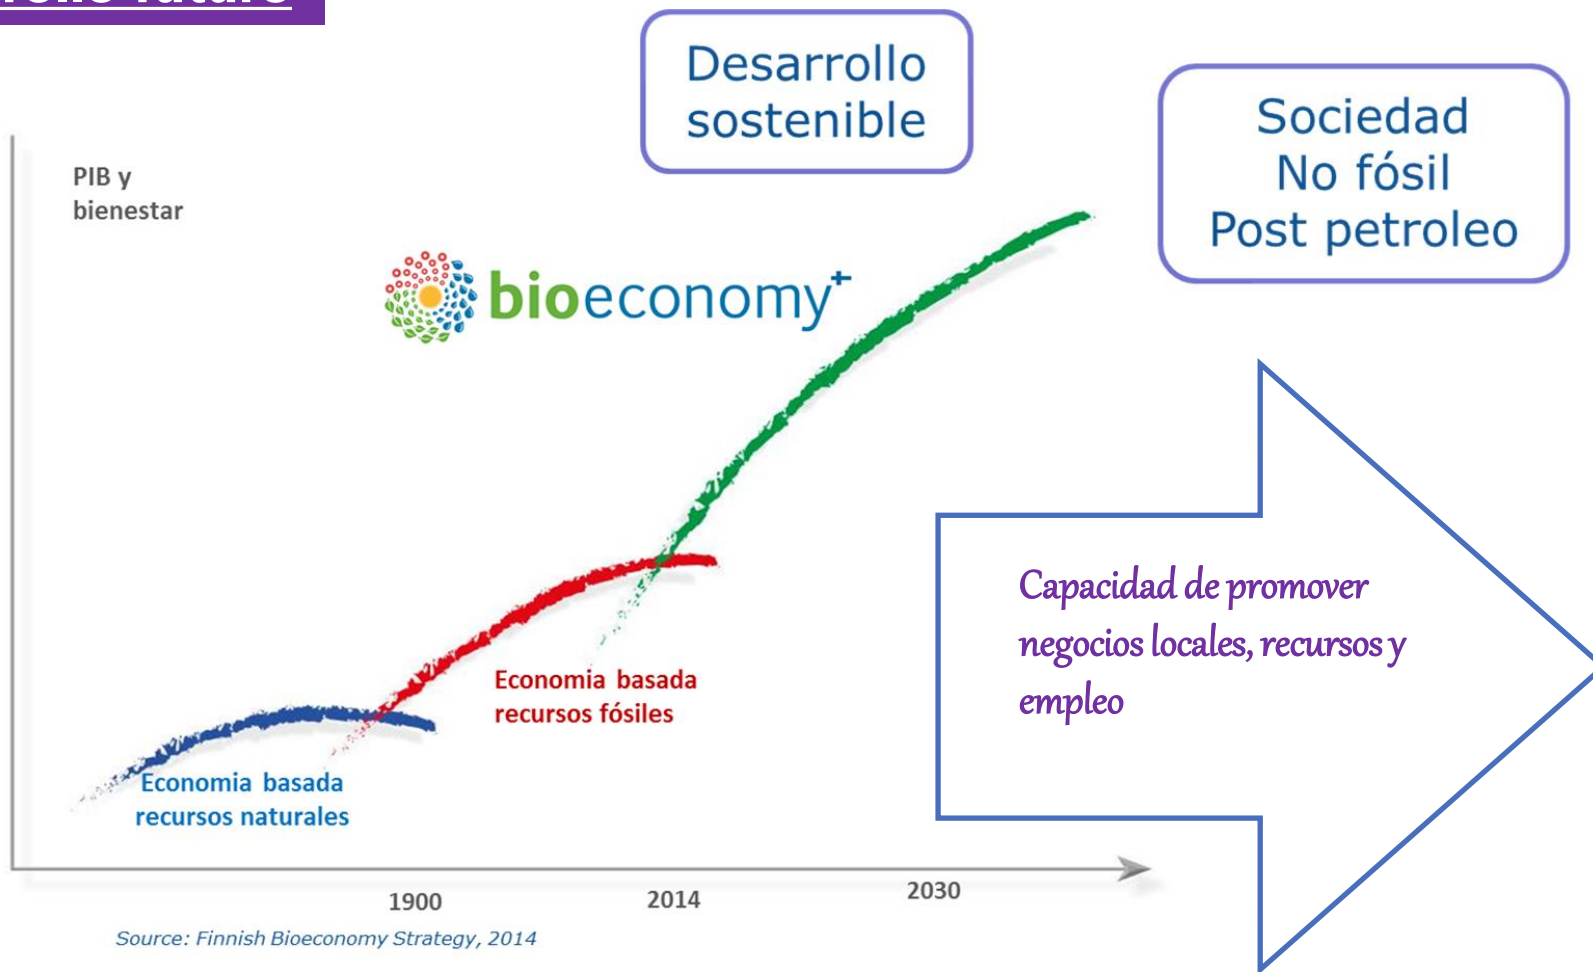 futuro
Desarrollo
sostenible
Sociedad
No fósil
Post petroleo
PIB y
bienestar
bioeconomy+
Capacidad de promover
negocios locales, recursos y
empleo
Economia basada
recursos fósiles
Economia basada
recursos naturales
1900
2014
2030
Source: Finnish Bioeconomy Strategy, 2014